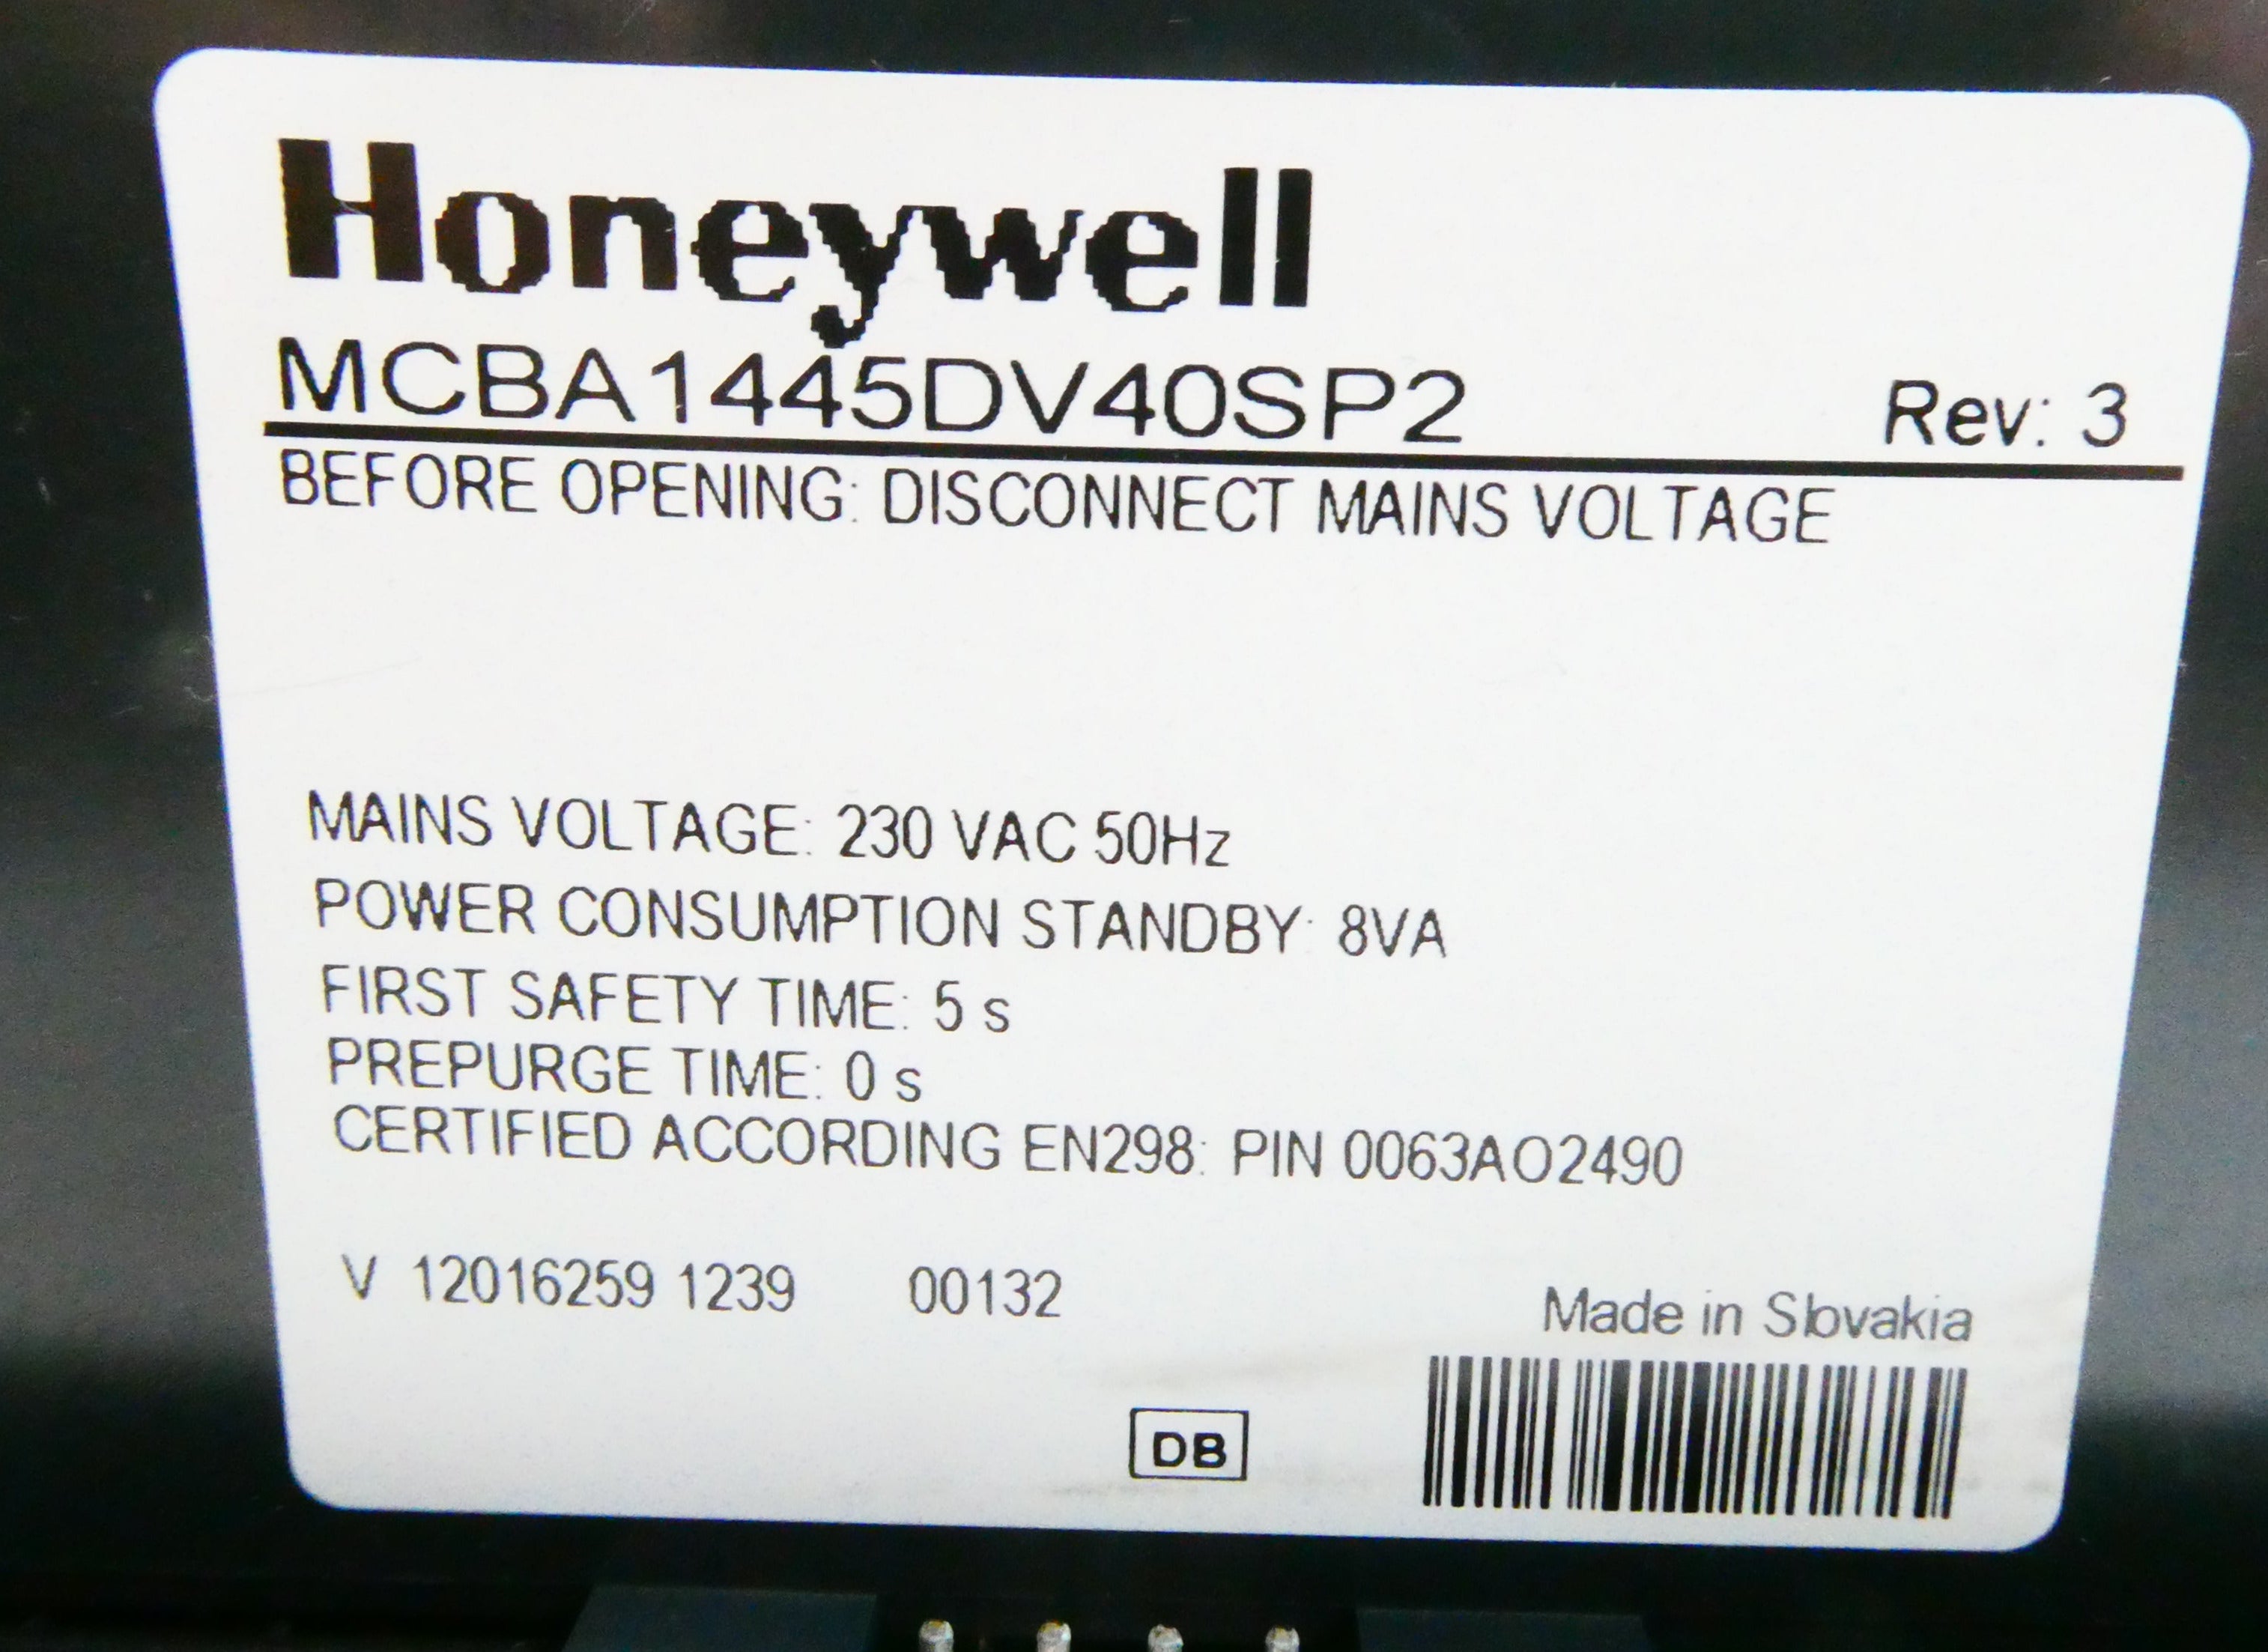 Honeywell
MCBA1445DV40SP2 Rev: 3
BEFORE OPENING: DISCONNECT MAINS VOLTAGE
MAINS VOLTAGE: 230 VAC 50Hz
POWER CONSUMPTION STANDBY: 8VA
FIRST SAFETY TIME: 5 s
PREPURGE TIME: 0 s
CERTIFIED ACCORDING EN298: PIN 0063AO2490
V 12016259 1239 00132
Made in Slovakia
DB